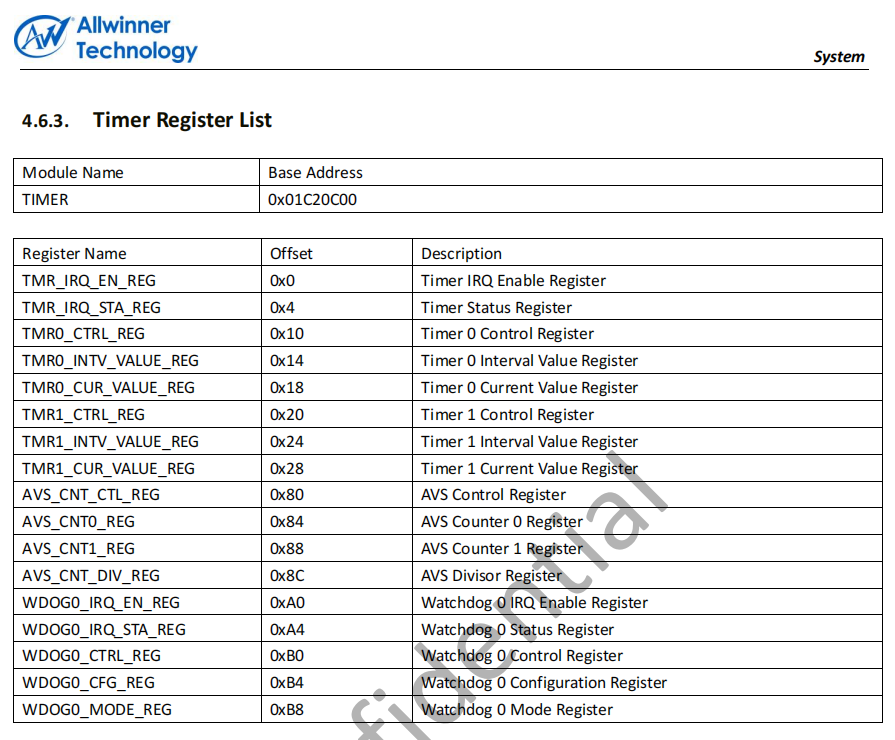 Allwinner
Technology
System
4.6.3. Timer Register List
Module Name Base Address
TIMER 0x01C20C00
Register Name Offset Description
TMR_IRQ_EN_REG 0x0 Timer IRQ Enable Register
TMR_IRQ_STA_REG 0x4 Timer Status Register
TMR0_CTRL_REG 0x10 Timer 0 Control Register
TMR0_INTV_VALUE_REG 0x14 Timer 0 Interval Value Register
TMR0_CUR_VALUE_REG 0x18 Timer 0 Current Value Register
TMR1_CTRL_REG 0x20 Timer 1 Control Register
TMR1_INTV_VALUE_REG 0x24 Timer 1 Interval Value Register
TMR1_CUR_VALUE_REG 0x28 Timer 1 Current Value Register
AVS_CNT_CTL_REG 0x80 AVS Control Register
AVS_CNT0_REG 0x84 AVS Counter 0 Register
AVS_CNT1_REG 0x88 AVS Counter 1 Register
AVS_CNT_DIV_REG 0x8C AVS Divisor Register
WDOG0_IRQ_EN_REG 0xA0 Watchdog 0 IRQ Enable Register
WDOG0_IRQ_STA_REG 0xA4 Watchdog 0 Status Register
WDOG0_CTRL_REG 0xB0 Watchdog 0 Control Register
WDOG0_CFG_REG 0xB4 Watchdog 0 Configuration Register
WDOG0_MODE_REG 0xB8 Watchdog 0 Mode Register
fidential